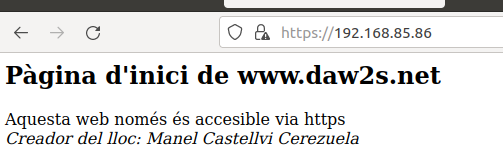 https://192.168.85.86
Pàgina d'inici de www.daw2s.net
Aquesta web només és accesible via https
Creador del lloc: Manel Castellvi Cerezuela